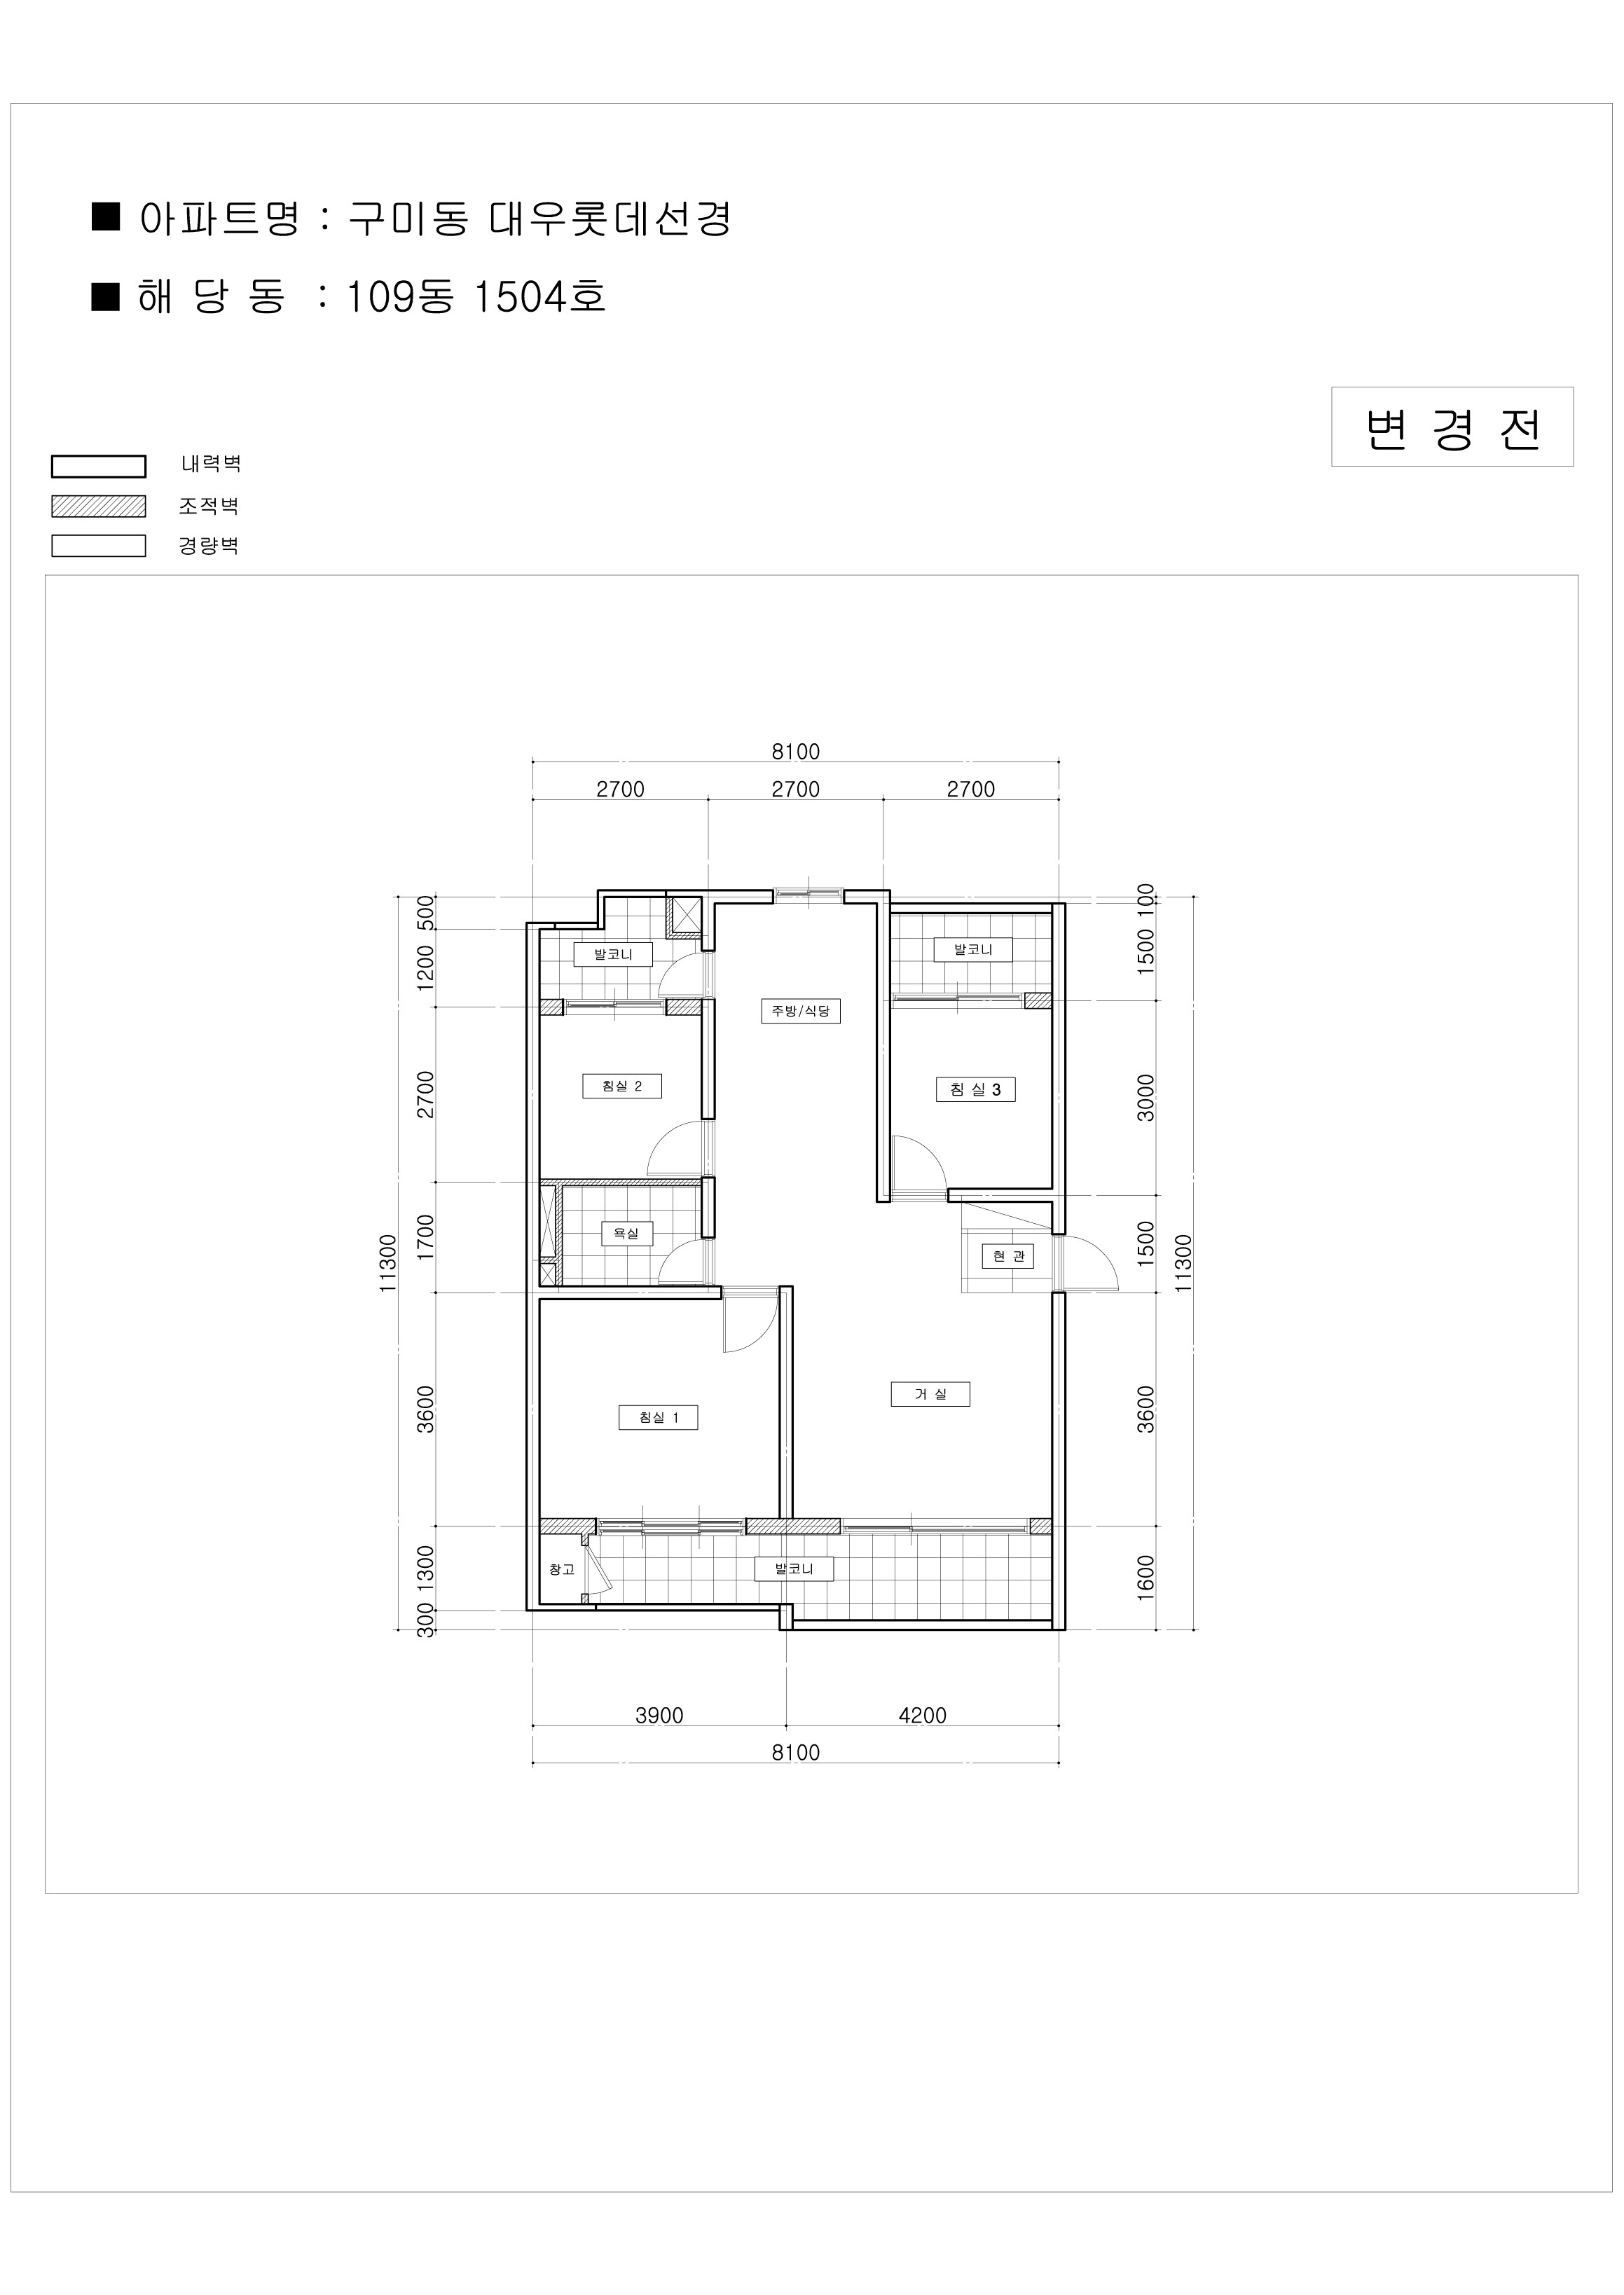 ■ 아파트명 : 구미동 대우롯데선경
■ 해 당 동 : 109동 1504호
변 경 전
내력벽
조적벽
경량벽
8100
2700 2700 2700
500
1200
2700
1700
3600
1300
300
11300
100
1500
3000
1500
3600
1600
11300
발코니
발코니
주방/식당
침실 2
침 실 3
욕실
현 관
거 실
침실 1
창고
발코니
3900 4200
8100